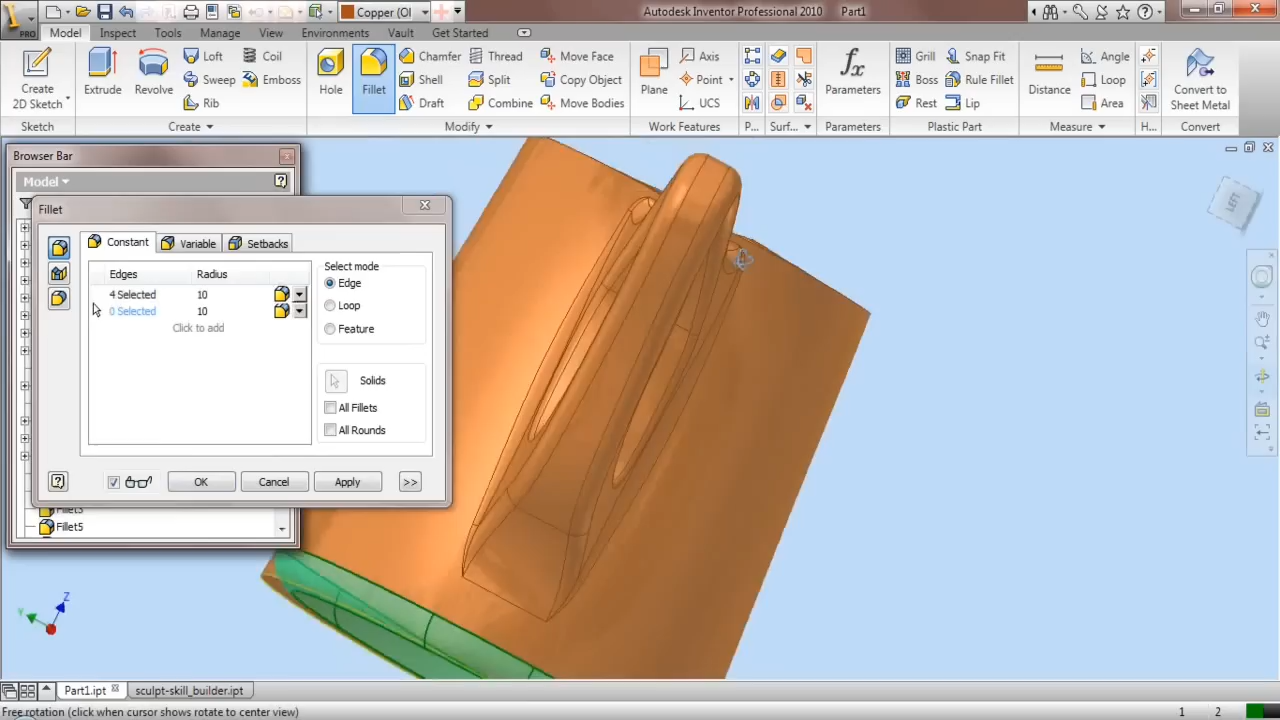 Copper (Ol
Autodesk Inventor Professional 2010 Part1
PRO
Model Inspect Tools Manage View Environments Vault Get Started
Create
2D Sketch
Extrude
Revolve
Loft
Sweep
Rib
Coil
Emboss
Hole
Fillet
Chamfer
Shell
Draft
Thread
Split
Combine
Move Face
Copy Object
Move Bodies
Plane
Axis
Point
UCS
fx
Parameters
Grill
Boss
Rest
Snap Fit
Rule Fillet
Lip
Distance
Angle
Loop
Area
Convert to
Sheet Metal
Sketch Create Modify Work Features P... Surf... Parameters Plastic Part Measure H... Convert
Browser Bar
Model
Fillet
Constant Variable Setbacks
Edges Radius
4 Selected 10
0 Selected 10
Click to add
Select mode
Edge
Loop
Feature
Solids
All Fillets
All Rounds
OK Cancel Apply >>
Fillet5
LEFT
Z
Y
Part1.ipt sculpt-skill_builder.ipt
Free rotation (click when cursor shows rotate to center view) 1 2